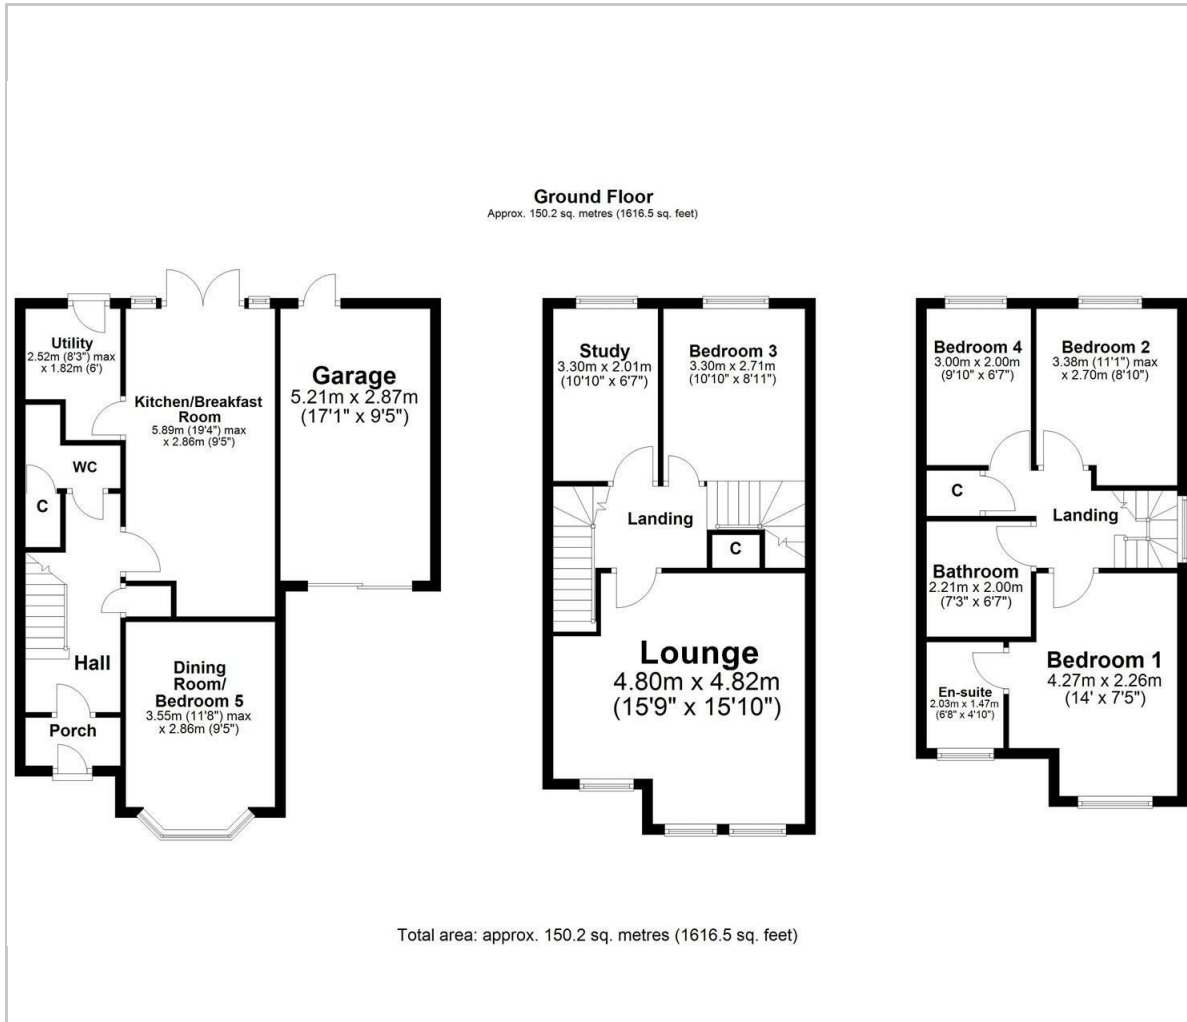 Ground Floor
Approx. 150.2 sq. metres (1616.5 sq. feet)
Utility
2.52m (8'3") max
x 1.82m (6')
Kitchen/Breakfast
Room
5.89m (19'4") max
x 2.86m (9'5")
Garage
5.21m x 2.87m
(17'1" x 9'5")
WC
C
Hall
Dining
Room/
Bedroom 5
3.55m (11'8") max
x 2.86m (9'5")
Porch
Study
3.30m x 2.01m
(10'10" x 6'7")
Bedroom 3
3.30m x 2.71m
(10'10" x 8'11")
Landing
C
Lounge
4.80m x 4.82m
(15'9" x 15'10")
Bedroom 4
3.00m x 2.00m
(9'10" x 6'7")
Bedroom 2
3.38m (11'1") max
x 2.70m (8'10")
C
Landing
Bathroom
2.21m x 2.00m
(7'3" x 6'7")
Bedroom 1
4.27m x 2.26m
(14' x 7'5")
En-suite
2.03m x 1.47m
(6'8" x 4'10")
Total area: approx. 150.2 sq. metres (1616.5 sq. feet)